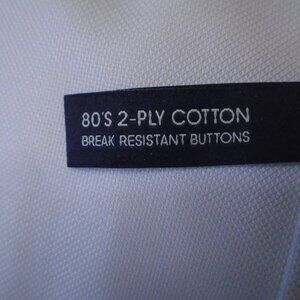 80'S 2-PLY COTTON
BREAK RESISTANT BUTTONS